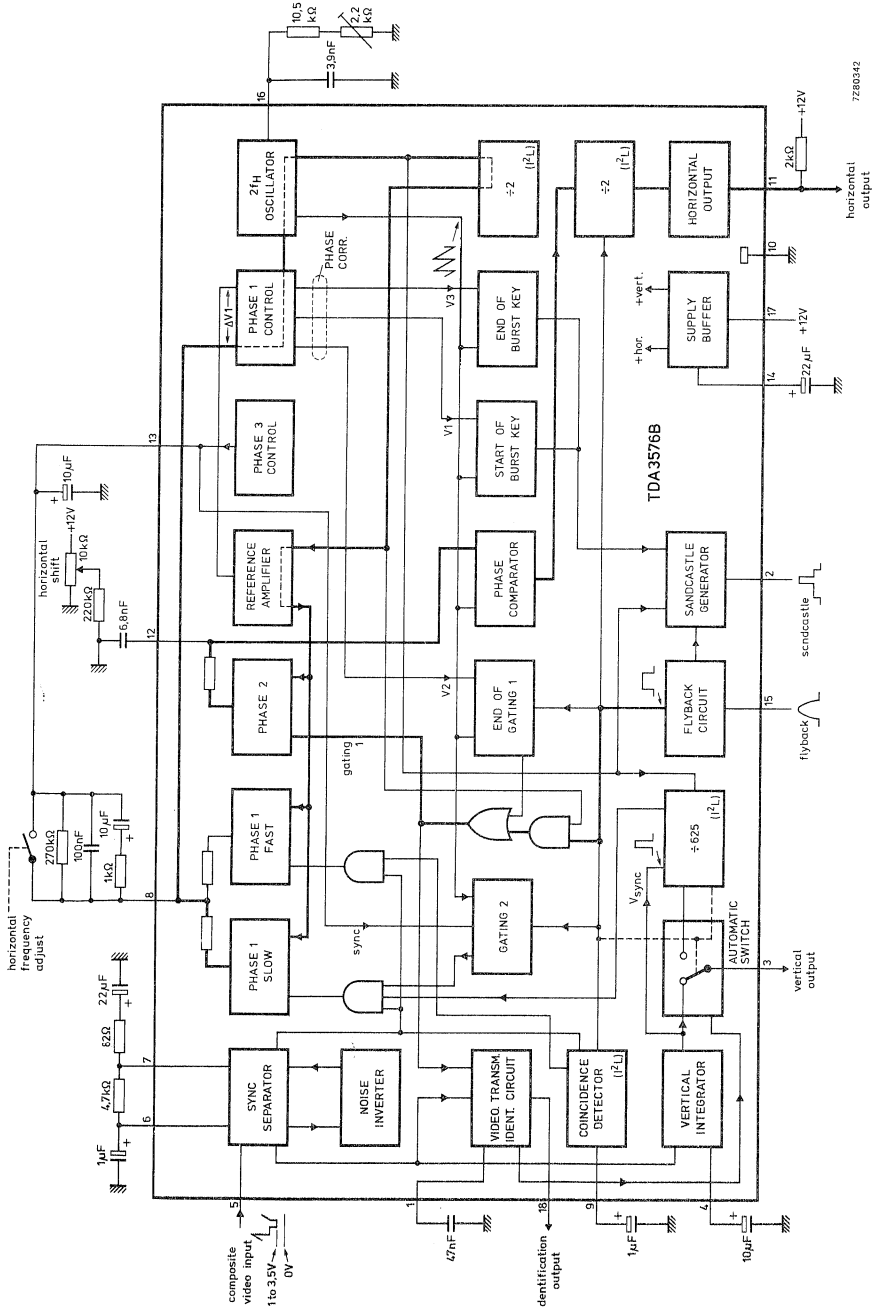 10,5
kΩ
2,2
kΩ
3,9nF
16
7Z80342
2fH
OSCILLATOR
÷2
(I²L)
÷2
(I²L)
HORIZONTAL
OUTPUT
2kΩ
+12V
11
horizontal
output
10
ΔV1
PHASE 1
CONTROL
PHASE
CORR.
V3
END OF
BURST KEY
+vert.
+hor.
SUPPLY
BUFFER
17
+12V
14
+
22µF
13
PHASE 3
CONTROL
V1
START OF
BURST KEY
TDA3576B
+
10µF
horizontal
shift
+12V
10kΩ
220kΩ
6,8nF
12
REFERENCE
AMPLIFIER
PHASE
COMPARATOR
SANDCASTLE
GENERATOR
2
scndcastle
PHASE 2
gating
1
V2
END OF
GATING 1
FLYBACK
CIRCUIT
15
flyback
horizontal
frequency
adjust
270kΩ
100nF
10µF
+
1kΩ
8
PHASE 1
FAST
÷625
(I²L)
Vsync
PHASE 1
SLOW
sync
GATING 2
AUTOMATIC
SWITCH
3
vertical
output
22µF
+
62Ω
7
4,7kΩ
6
1µF
+
SYNC
SEPARATOR
NOISE
INVERTER
VIDEO TRANSM.
IDENT. CIRCUIT
COINCIDENCE
DETECTOR
(I²L)
VERTICAL
INTEGRATOR
5
composite
video input
1 to 3,5V
0V
1
47nF
18
dentification
output
9
+
1µF
4
+
10µF